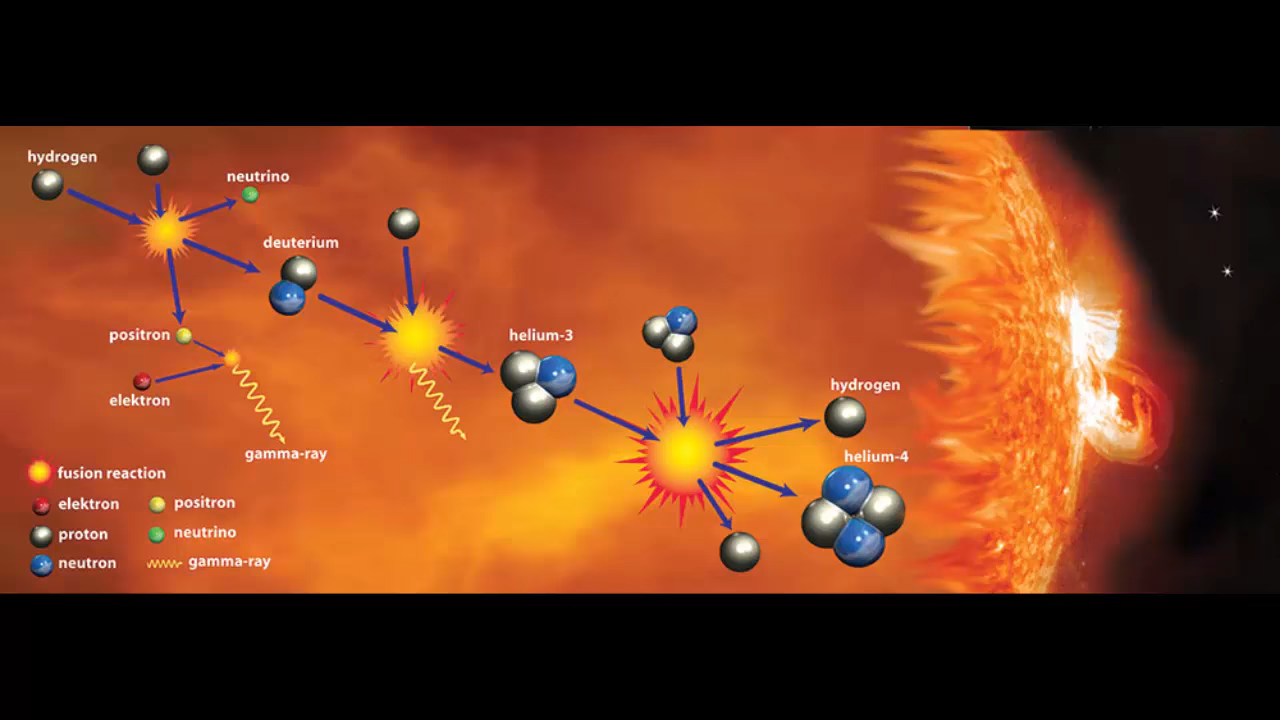 hydrogen
neutrino
deuterium
positron
elektron
gamma-ray
helium-3
hydrogen
helium-4
fusion reaction
elektron
positron
proton
neutrino
neutron
gamma-ray